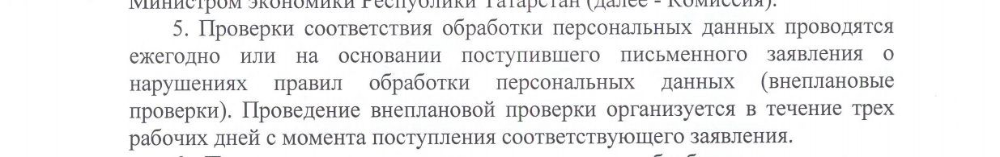 Министром экономики Республики Татарстан (далее - Комиссия).
5. Проверки соответствия обработки персональных данных проводятся
ежегодно или на основании поступившего письменного заявления о
нарушениях правил обработки персональных данных (внеплановые
проверки). Проведение внеплановой проверки организуется в течение трех
рабочих дней с момента поступления соответствующего заявления.